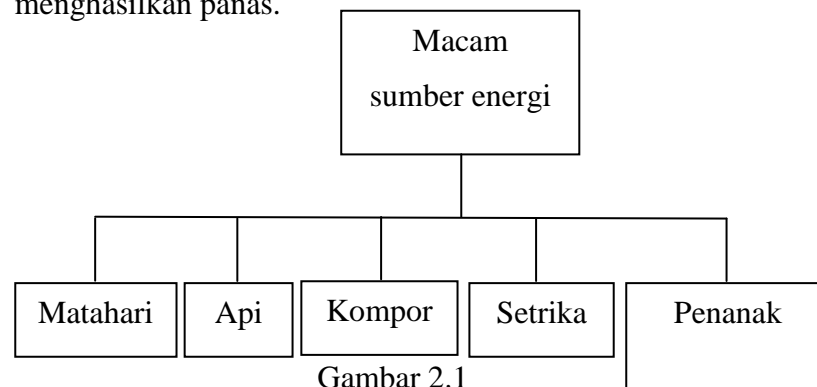 menghasilkan panas.
Macam
sumber energi
Matahari
Api
Kompor
Setrika
Penanak
Gambar 2.1